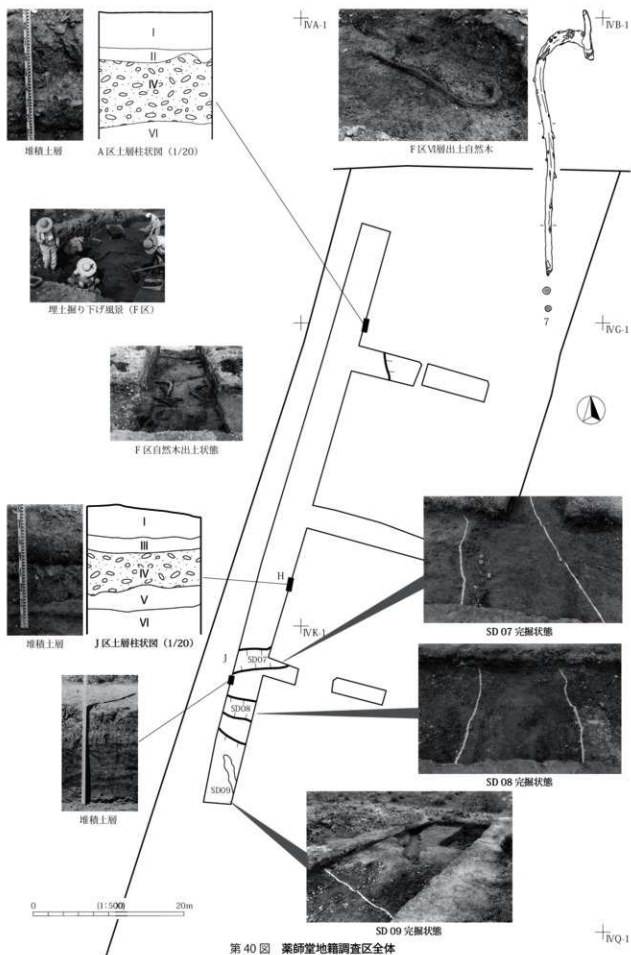 I
II
IV
VI
堆積土層
A区土層柱状図（1/20）
IVA-1
F区VI層出土自然木
IVB-1
7
埋土掘り下げ風景（F区）
IVG-1
F区自然木出土状態
I
III
IV
V
VI
堆積土層
J区土層柱状図（1/20）
H
IVK-1
J
SD07
SD08
SD09
SD 07 完掘状態
SD 08 完掘状態
堆積土層
SD 09 完掘状態
0 (1:500) 20m
IVQ-1
第40図 薬師堂地籍調査区全体